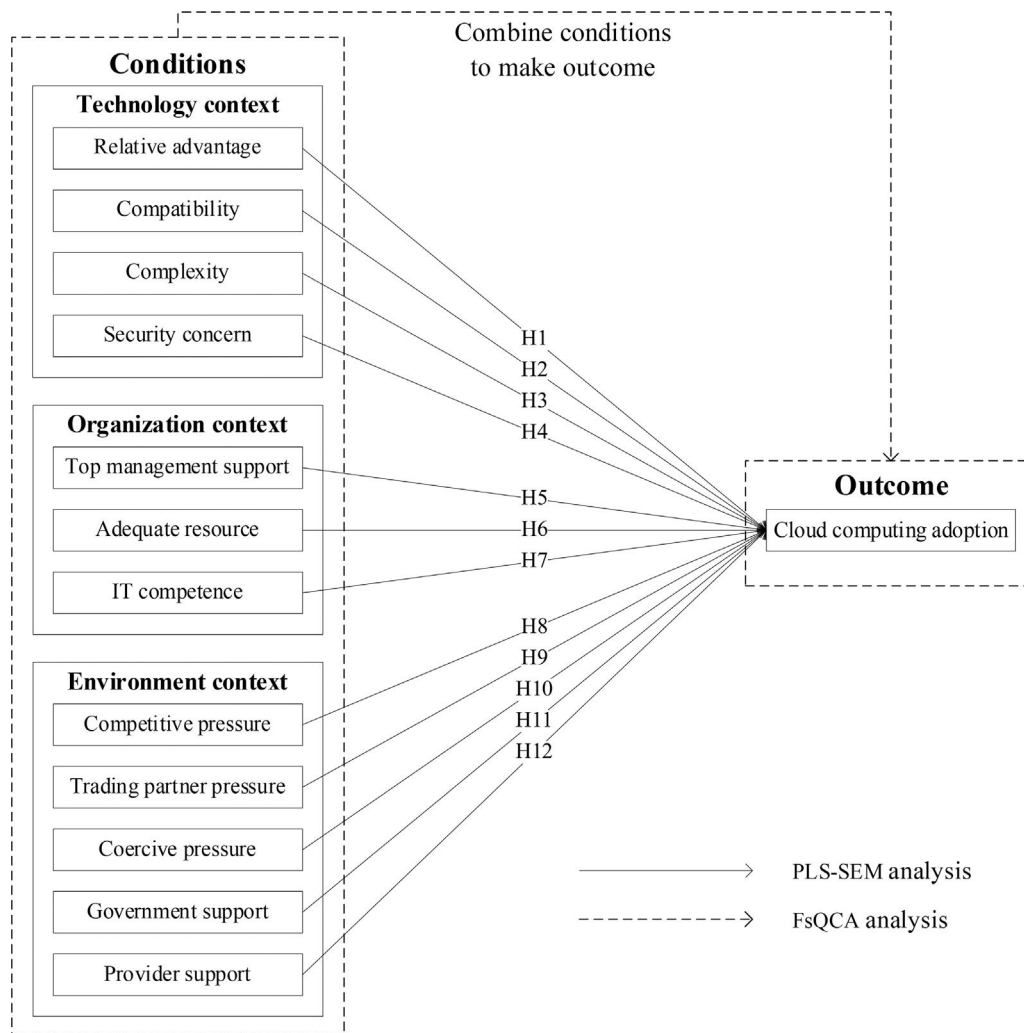 Combine conditions
to make outcome
Conditions
Technology context
Relative advantage
Compatibility
Complexity
Security concern
H1
H2
H3
H4
Organization context
Top management support
Adequate resource
IT competence
H5
H6
H7
Outcome
Cloud computing adoption
Environment context
Competitive pressure
Trading partner pressure
Coercive pressure
Government support
Provider support
H8
H9
H10
H11
H12
PLS-SEM analysis
FsQCA analysis